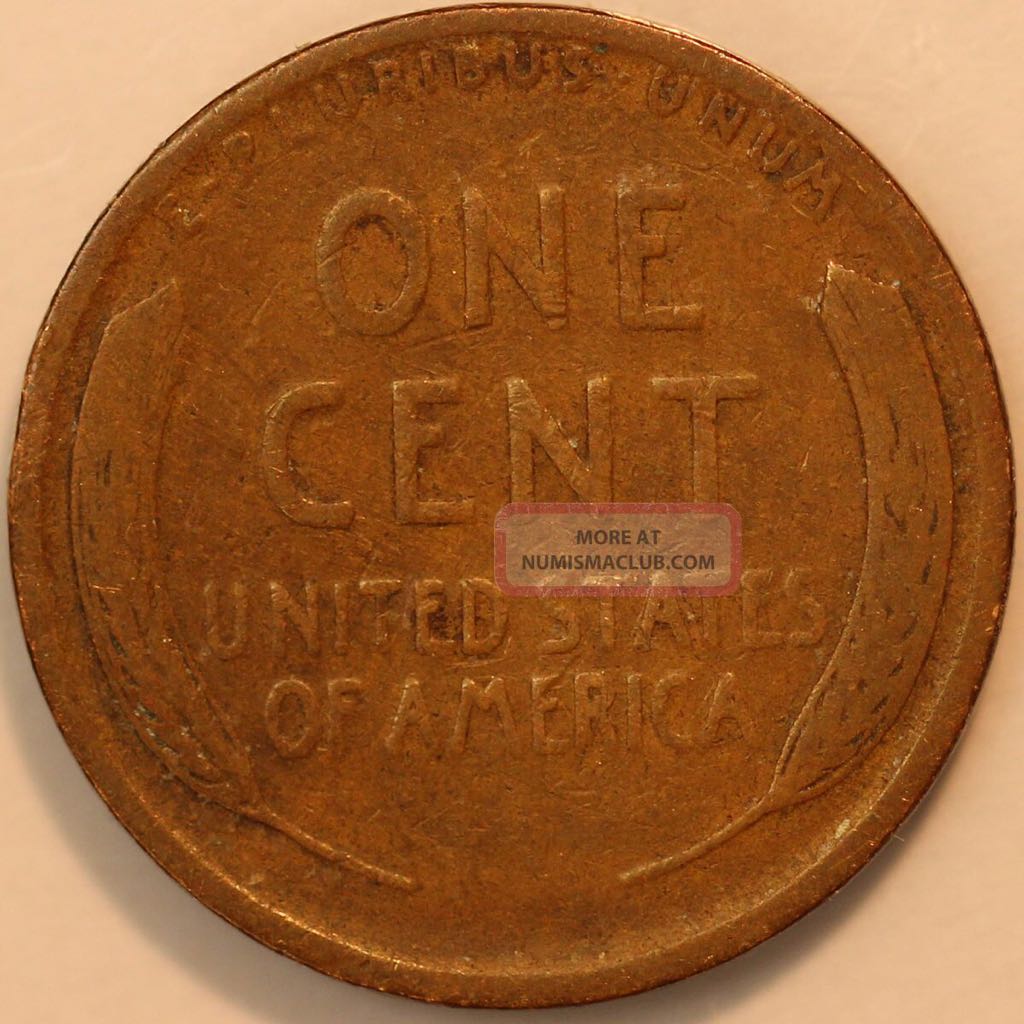 E · PLURIBUS · UNUM
ONE
CENT
MORE AT
NUMISMACLUB.COM
UNITED STATES
OF AMERICA